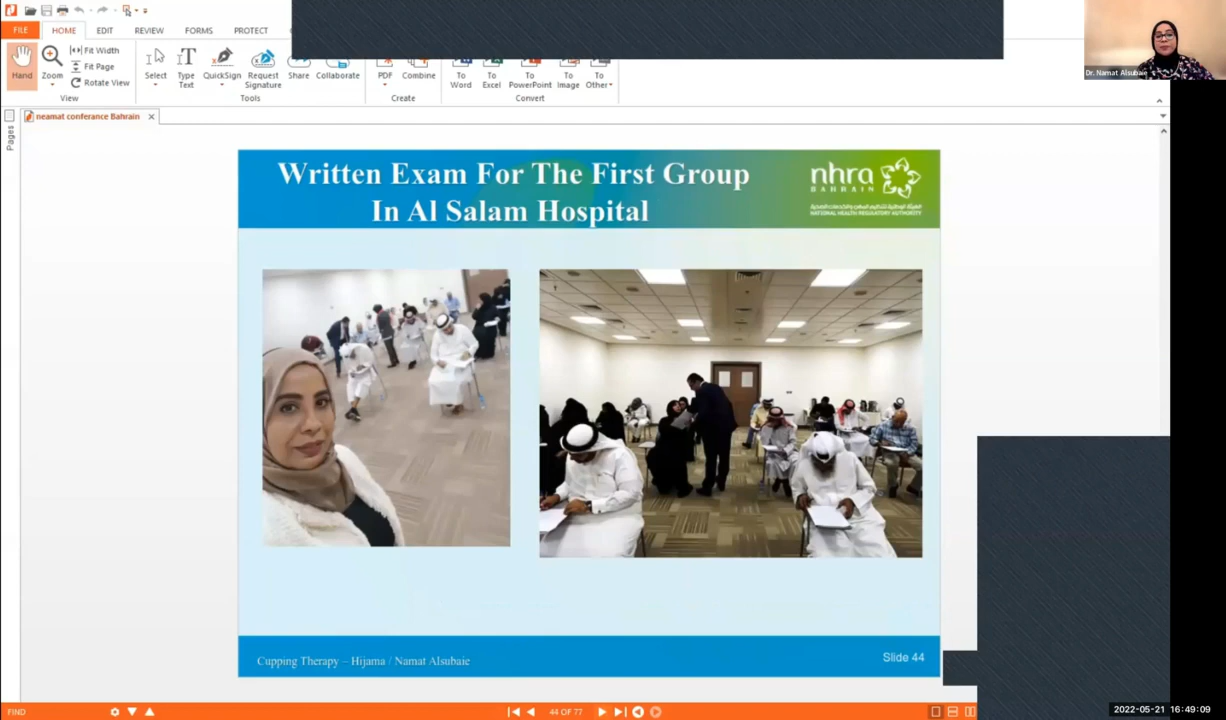 FILE
HOME
EDIT
REVIEW
FORMS
PROTECT
Hand
Zoom
Fit Width
Fit Page
Rotate View
View
Select
Type Text
QuickSign
Request Signature
Share
Collaborate
Tools
PDF
Combine
Create
To Word
To Excel
To PowerPoint
To Image
To Other
Convert
Dr. Namat Alsubaie
neamat conferance Bahrain
Pages
Written Exam For The First Group
In Al Salam Hospital
nhra
BAHRAIN
NATIONAL HEALTH REGULATORY AUTHORITY
Cupping Therapy – Hijama / Namat Alsubaie
Slide 44
FIND
44 OF 77
2022-05-21 16:49:09